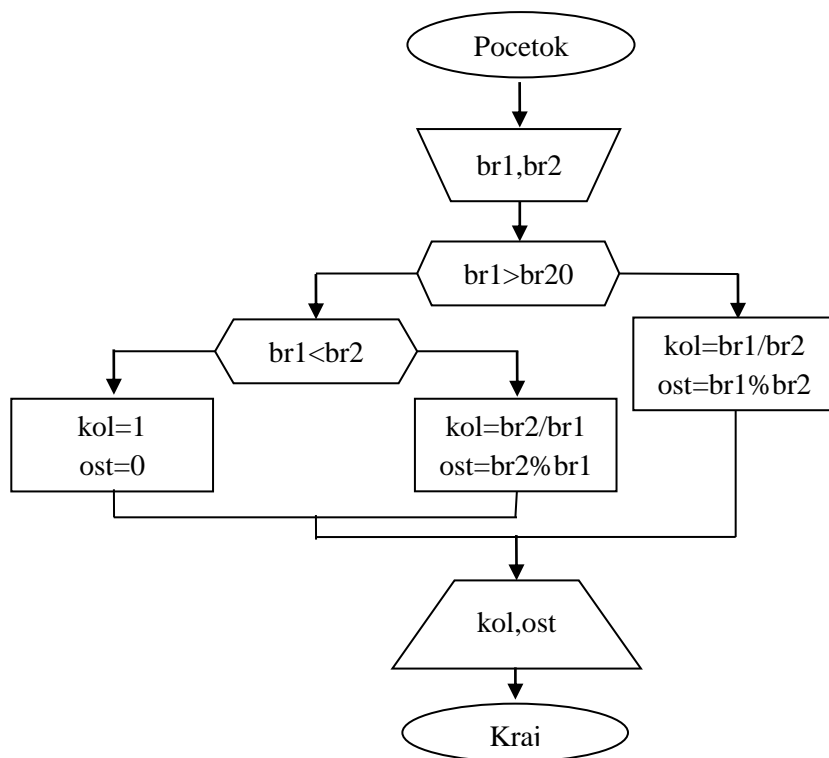 Pocetok
br1,br2
br1>br20
br1<br2
kol=br1/br2
ost=br1%br2
kol=1
ost=0
kol=br2/br1
ost=br2%br1
kol,ost
Kraj